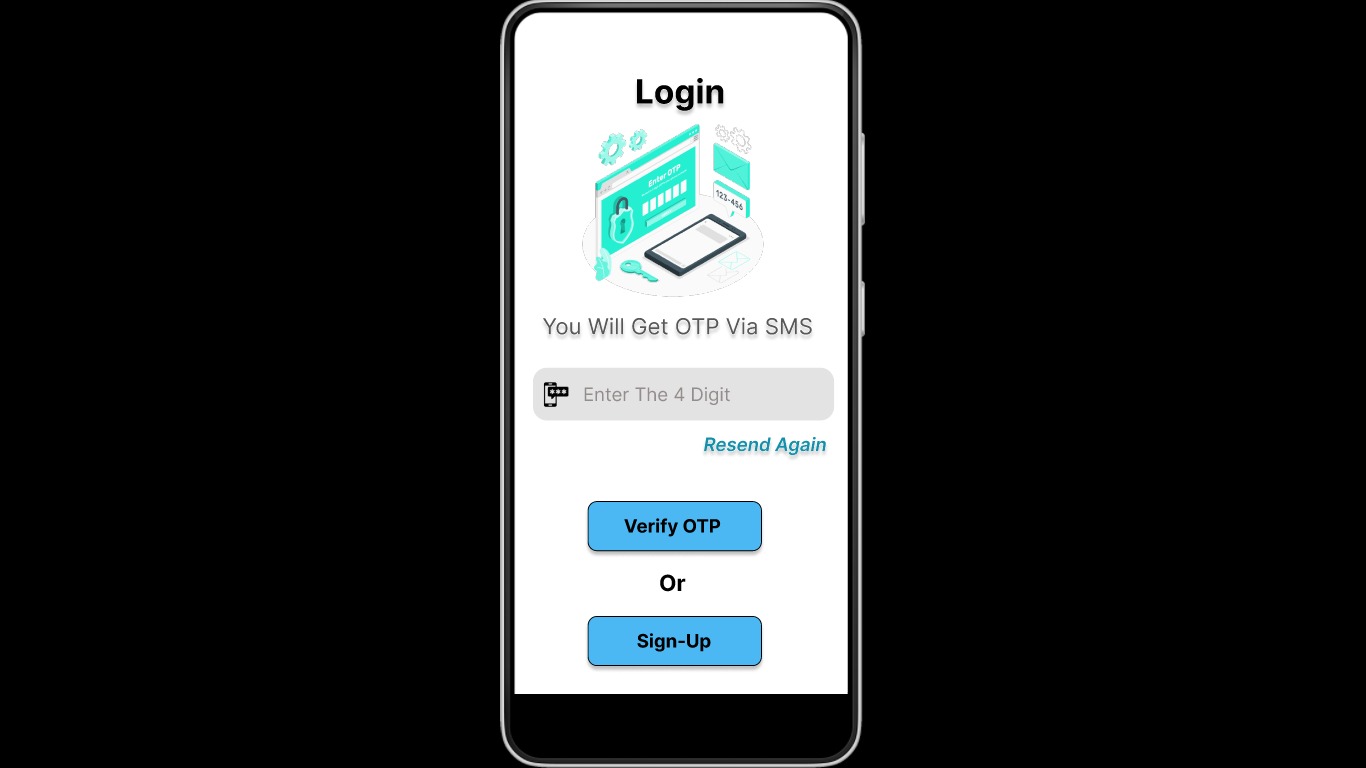 Login
Enter OTP
123-456
You Will Get OTP Via SMS
Enter The 4 Digit
Resend Again
Verify OTP
Or
Sign-Up